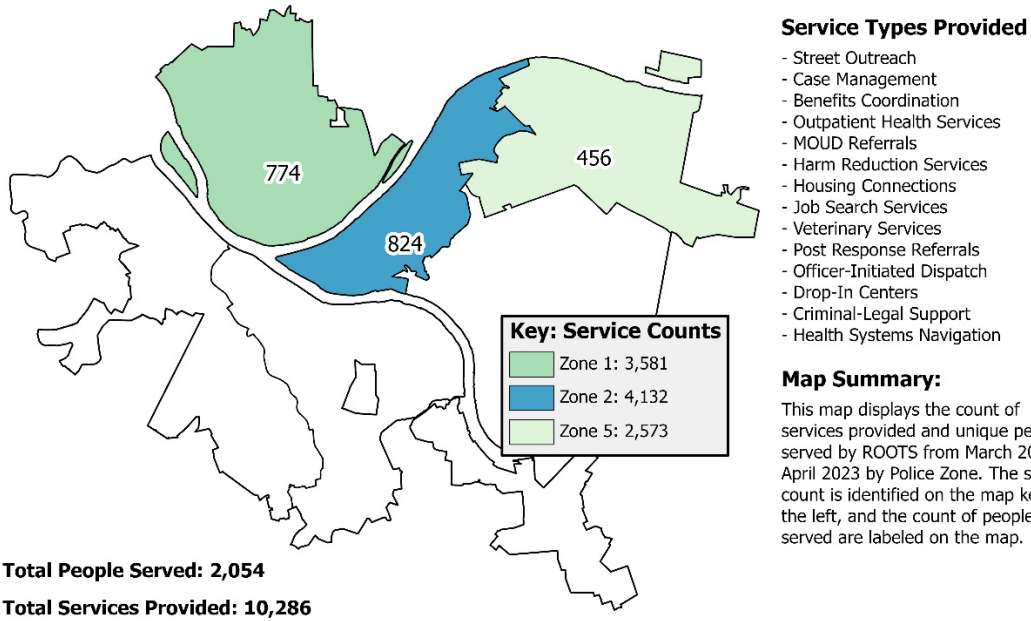 774
824
456
Key: Service Counts
Zone 1: 3,581
Zone 2: 4,132
Zone 5: 2,573
Total People Served: 2,054
Total Services Provided: 10,286
Service Types Provided
- Street Outreach
- Case Management
- Benefits Coordination
- Outpatient Health Services
- MOUD Referrals
- Harm Reduction Services
- Housing Connections
- Job Search Services
- Veterinary Services
- Post Response Referrals
- Officer-Initiated Dispatch
- Drop-In Centers
- Criminal-Legal Support
- Health Systems Navigation
Map Summary:
This map displays the count of
services provided and unique
served by ROOTS from March
April 2023 by Police Zone. The
count is identified on the map
the left, and the count of people
served are labeled on the map.